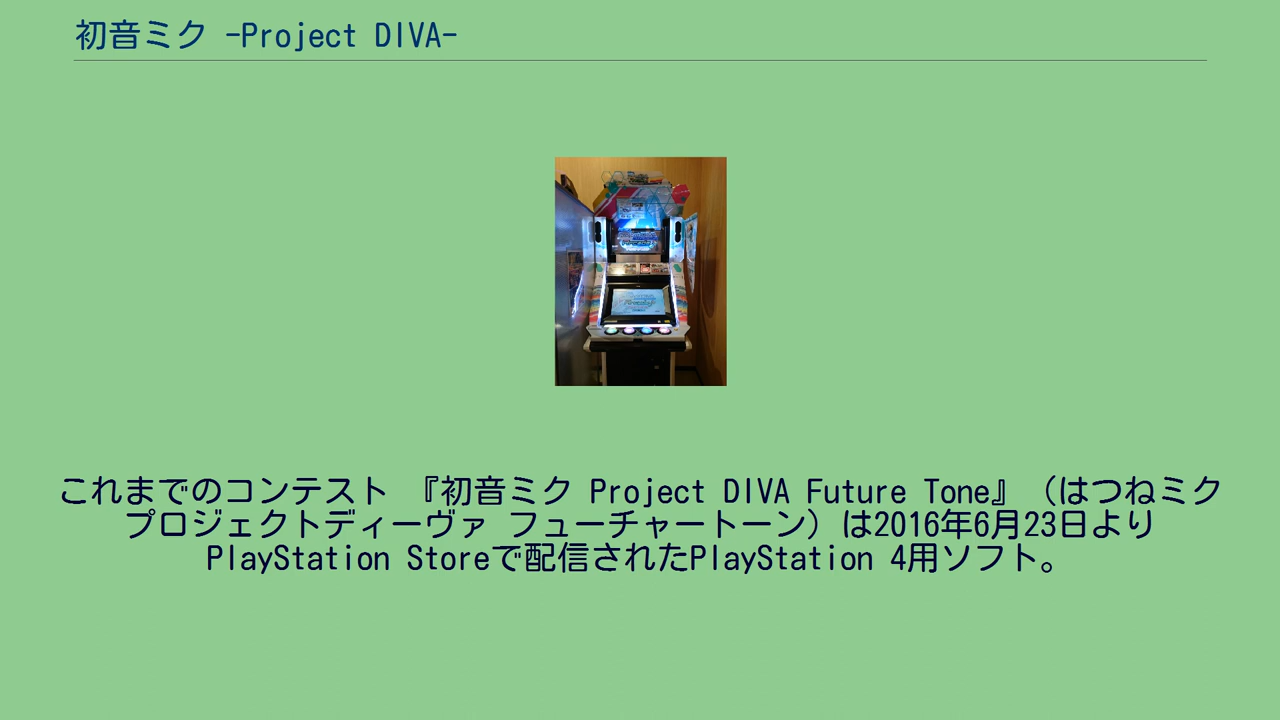 初音ミク -Project DIVA-
これまでのコンテスト 『初音ミク Project DIVA Future Tone』（はつねミク
プロジェクトディーヴァ フューチャートーン）は2016年6月23日より
PlayStation Storeで配信されたPlayStation 4用ソフト。